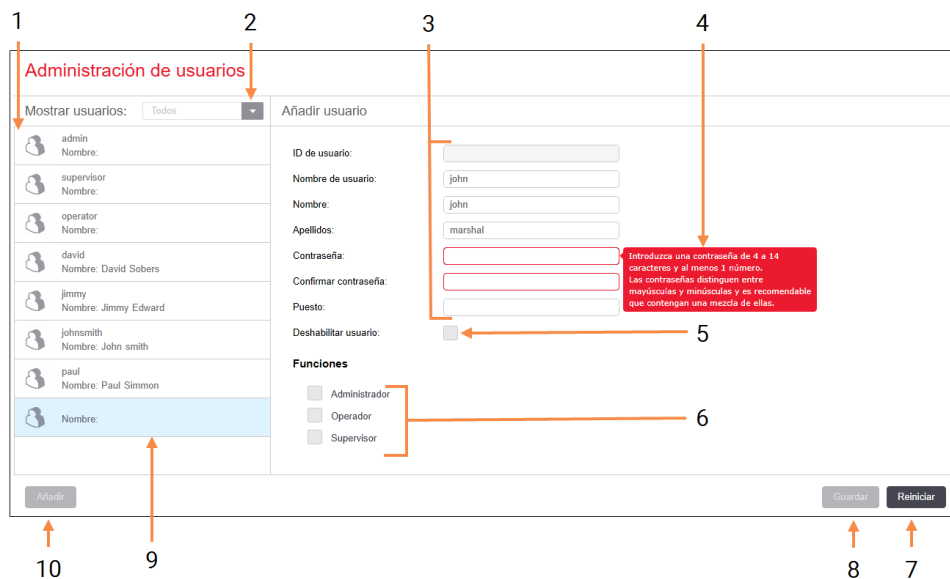 1
2
3
4
Administración de usuarios
Mostrar usuarios:
Todos
Añadir usuario
admin
Nombre:
supervisor
Nombre:
operator
Nombre:
david
Nombre: David Sobers
jimmy
Nombre: Jimmy Edward
johnsmith
Nombre: John smith
paul
Nombre: Paul Simmon
Nombre:
ID de usuario:
Nombre de usuario:
john
Nombre:
john
Apellidos:
marshal
Contraseña:
Confirmar contraseña:
Puesto:
Deshabilitar usuario:
Introduzca una contraseña de 4 a 14
caracteres y al menos 1 número.
Las contraseñas distinguen entre
mayúsculas y minúsculas y es recomendable
que contengan una mezcla de ellas.
5
Funciones
Administrador
Operador
Supervisor
6
Añadir
Guardar
Reiniciar
10
9
8
7